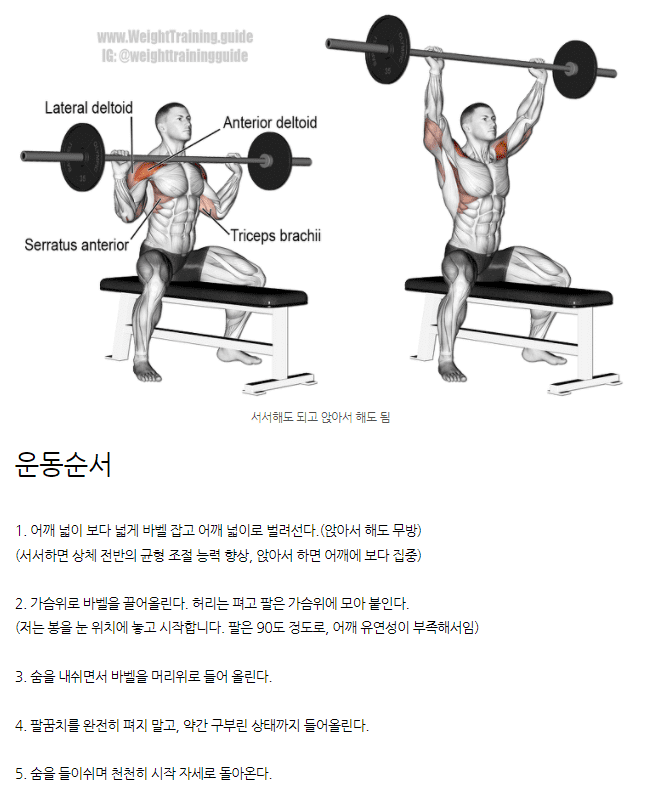 www.WeightTraining.guide
IG: @weighttrainingguide
Lateral deltoid
Anterior deltoid
Serratus anterior
Triceps brachii
서서해도 되고 앉아서 해도 됨
운동순서
1. 어깨 넓이 보다 넓게 바벨 잡고 어깨 넓이로 벌려선다.(앉아서 해도 무방)
(서서하면 상체 전반의 균형 조절 능력 향상, 앉아서 하면 어깨에 보다 집중)
2. 가슴위로 바벨을 끌어올린다. 허리는 펴고 팔은 가슴위에 모아 붙인다.
(저는 봉을 눈 위치에 놓고 시작합니다. 팔은 90도 정도로, 어깨 유연성이 부족해서임)
3. 숨을 내쉬면서 바벨을 머리위로 들어 올린다.
4. 팔꿈치를 완전히 펴지 말고, 약간 구부린 상태까지 들어올린다.
5. 숨을 들이쉬며 천천히 시작 자세로 돌아온다.